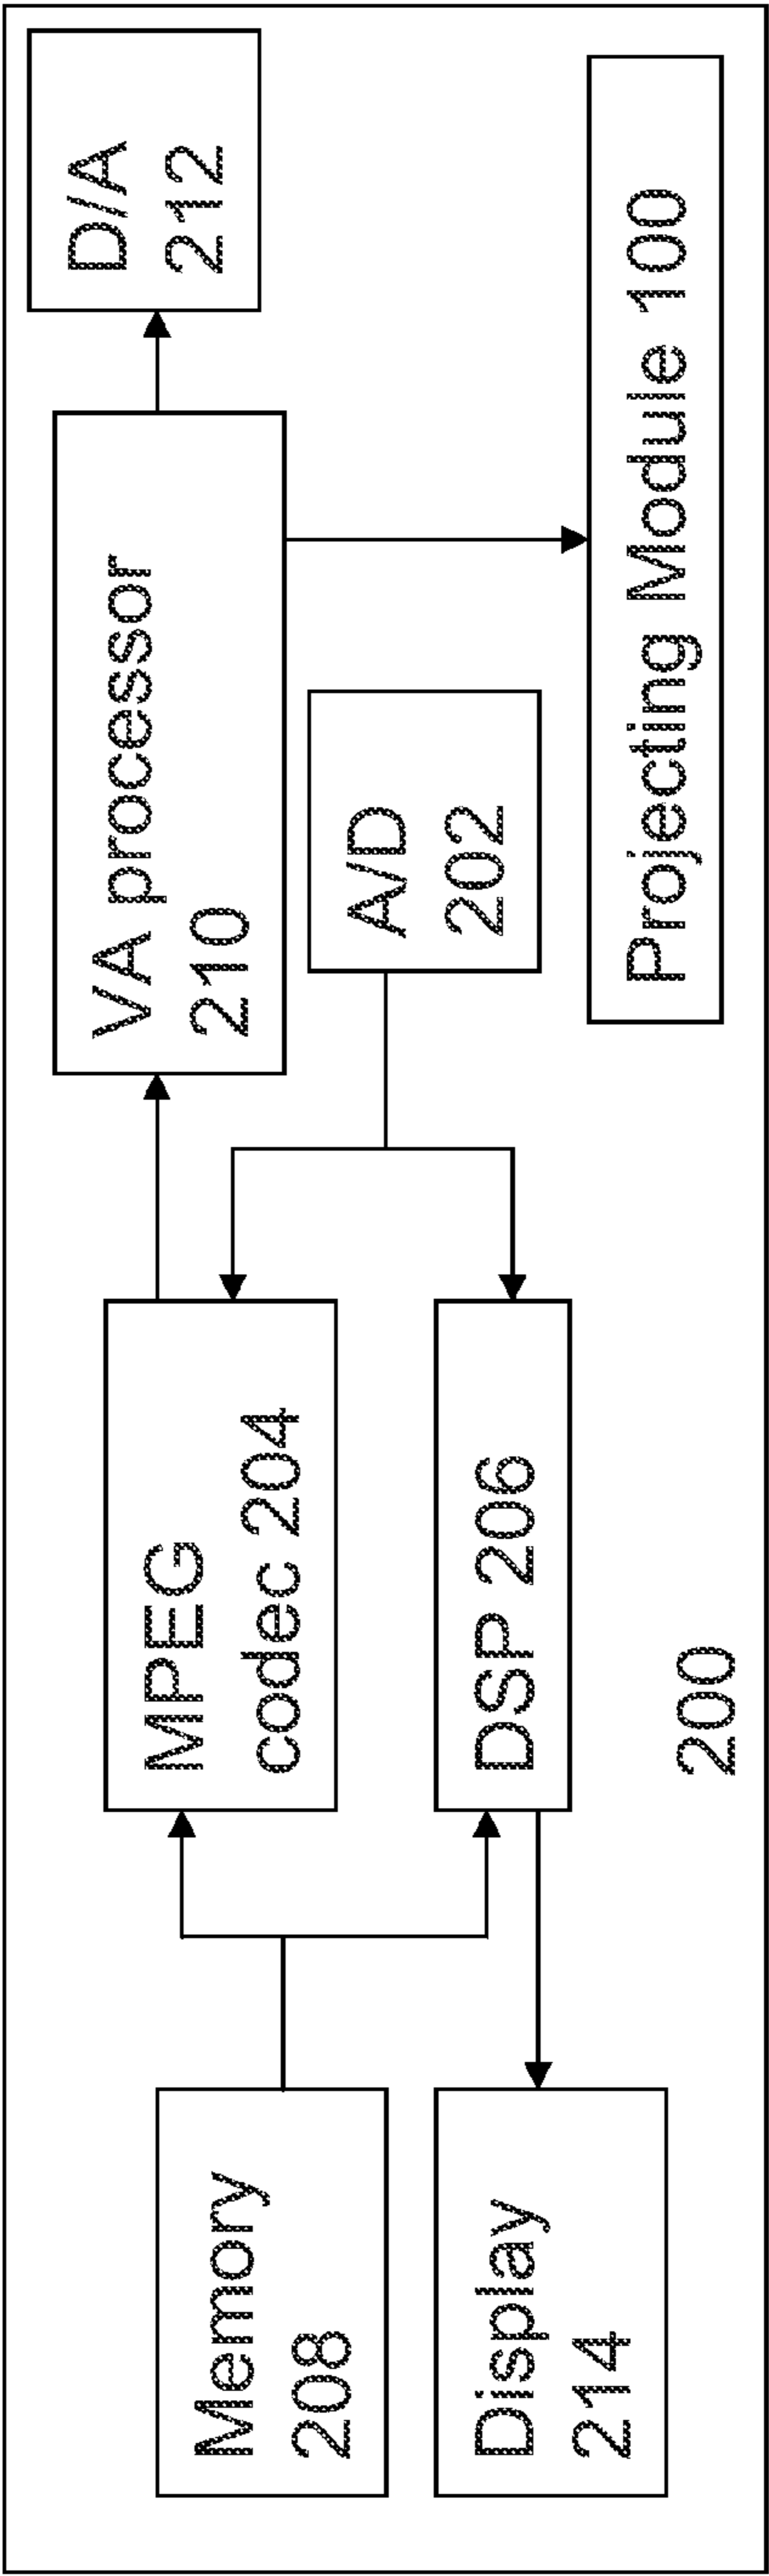 Memory
208
Display
214
MPEG
codec 204
DSP 206
200
VA processor
210
A/D
202
D/A
212
Projecting Module 100